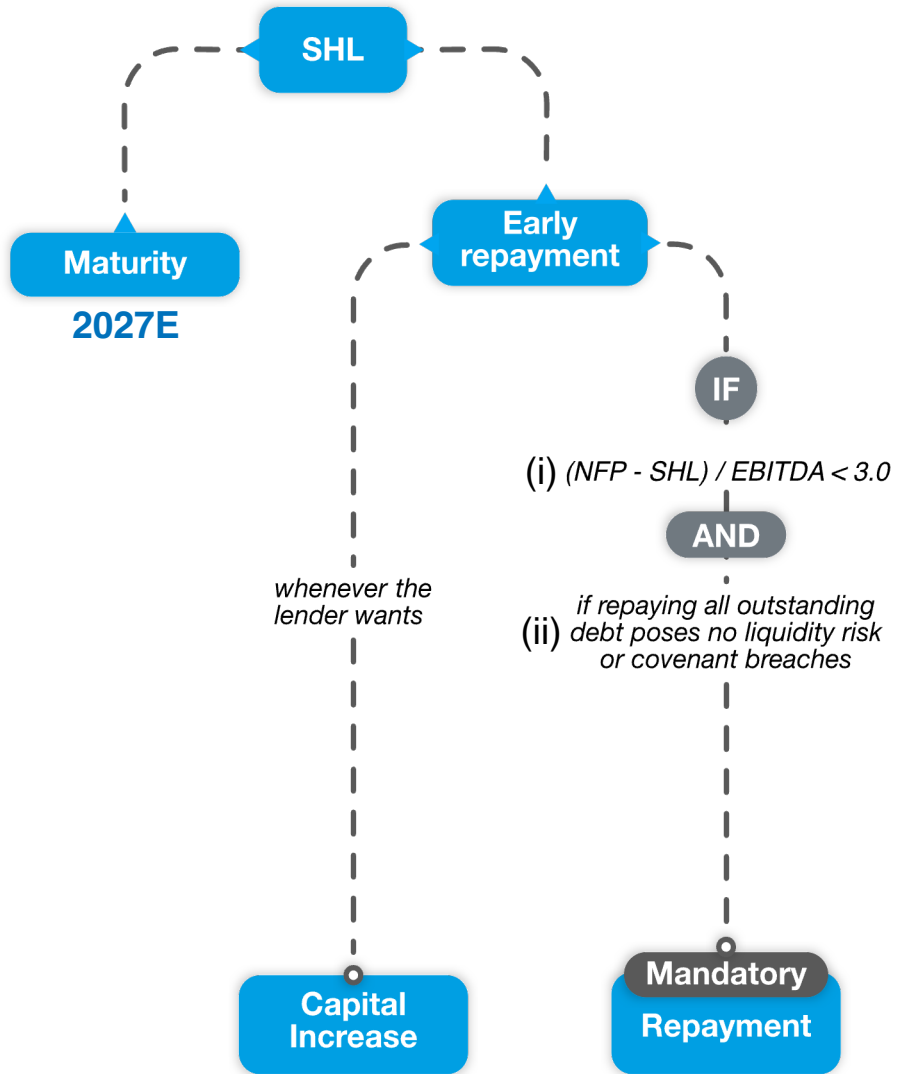 SHL
Maturity
2027E
Early
repayment
IF
(i) (NFP - SHL) / EBITDA < 3.0
AND
whenever the
lender wants
(ii) if repaying all outstanding
debt poses no liquidity risk
or covenant breaches
Capital
Increase
Mandatory
Repayment